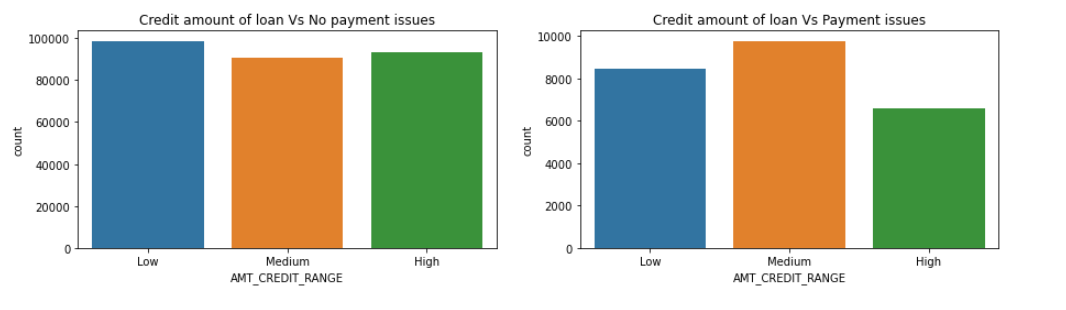 Credit amount of loan Vs No payment issues
100000
80000
60000
40000
20000
0
count
Low Medium High
AMT_CREDIT_RANGE
Credit amount of loan Vs Payment issues
10000
8000
6000
4000
2000
0
count
Low Medium High
AMT_CREDIT_RANGE